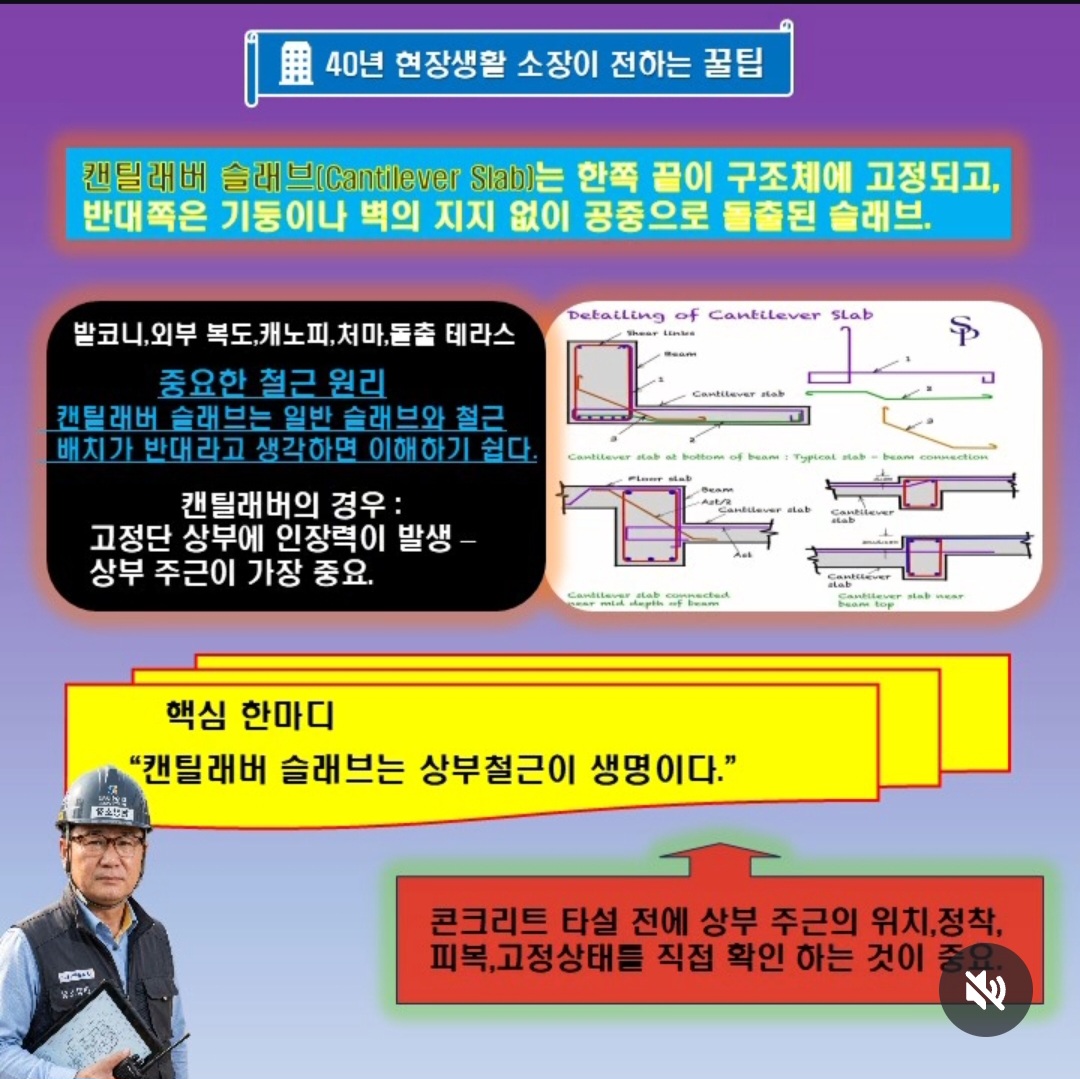 40년 현장생활 소장이 전하는 꿀팁
캔틸래버 슬래브(Cantilever Slab)는 한쪽 끝이 구조체에 고정되고,
반대쪽은 기둥이나 벽의 지지 없이 공중으로 돌출된 슬래브.
발코니,외부 복도,캐노피,처마,돌출 테라스
중요한 철근 원리
캔틸래버 슬래브는 일반 슬래브와 철근
배치가 반대라고 생각하면 이해하기 쉽다.
캔틸래버의 경우 :
고정단 상부에 인장력이 발생 –
상부 주근이 가장 중요.
Detailing of Cantilever Slab
SP
Shear links
Beam
1
Cantilever slab
3
2
1
2
3
Cantilever slab at bottom of beam : Typical slab - beam connection
Floor slab
Beam
Ast/2
Cantilever slab
Ast
Cantilever slab connected
near mid depth of beam
Cantilever
slab
Cantilever
slab
Cantilever slab near
beam top
핵심 한마디
“캔틸래버 슬래브는 상부철근이 생명이다.”
콘크리트 타설 전에 상부 주근의 위치,정착,
피복,고정상태를 직접 확인 하는 것이 중요.